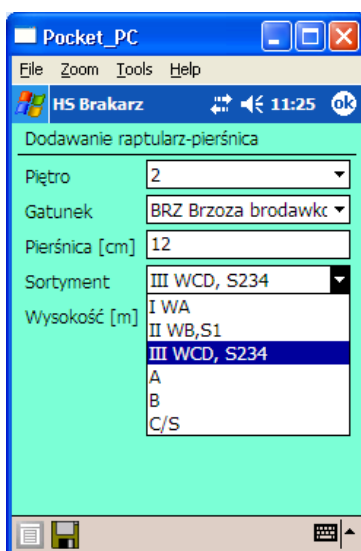 Pocket_PC
File Zoom Tools Help
HS Brakarz 11:25 ok
Dodawanie raptularz-pierśnica
Piętro 2
Gatunek BRZ Brzoza brodawkc
Pierśnica [cm] 12
Sortyment III WCD, S234
Wysokość [m]
I WA
II WB,S1
III WCD, S234
A
B
C/S